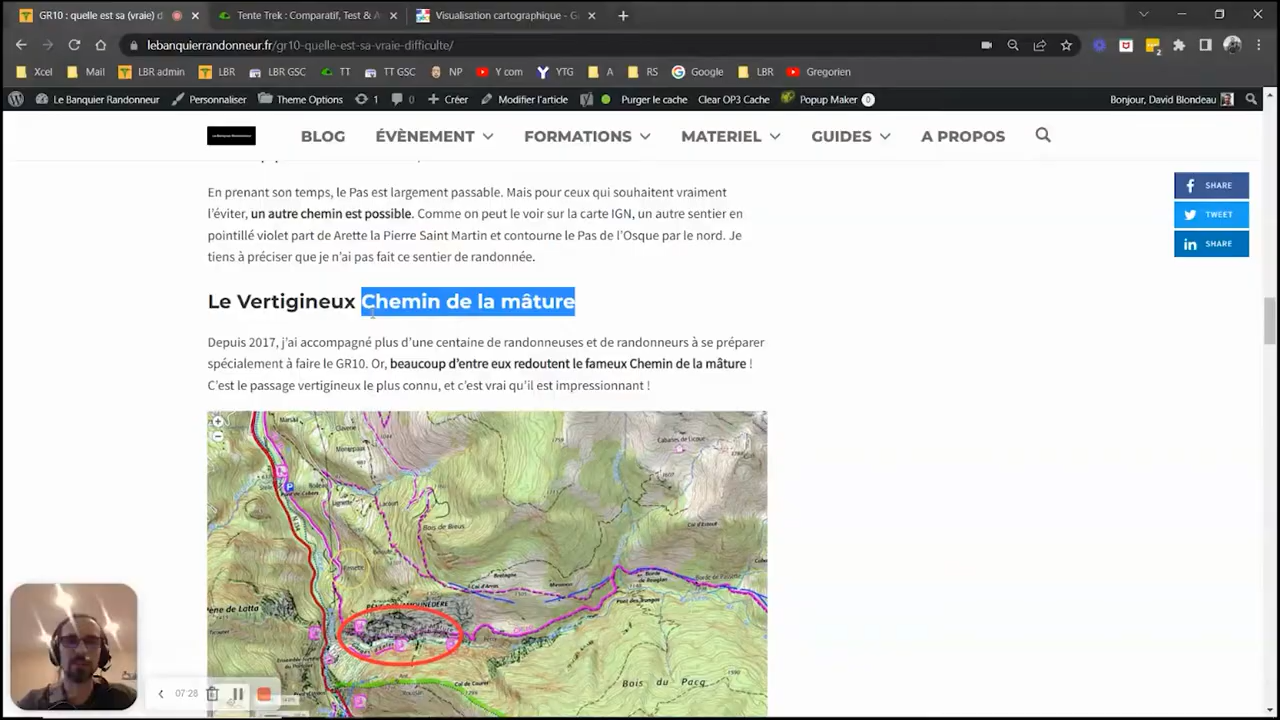 GR10 : quelle est sa (vraie) d
Tente Trek : Comparatif, Test & A
Visualisation cartographique - G
lebanquierrandonneur.fr/gr10-quelle-est-sa-vraie-difficulte/
Xcel Mail LBR admin LBR LBR GSC TT TT GSC NP Y com YTG A RS Google LBR Gregorien
Le Banquier Randonneur Personnaliser Theme Options 1 0 Créer Modifier l'article Purger le cache Clear OP3 Cache Popup Maker 0 Bonjour, David Blondeau
BLOG ÉVÈNEMENT FORMATIONS MATERIEL GUIDES A PROPOS
En prenant son temps, le Pas est largement passable. Mais pour ceux qui souhaitent vraiment
l'éviter, un autre chemin est possible. Comme on peut le voir sur la carte IGN, un autre sentier en
pointillé violet part de Arette la Pierre Saint Martin et contourne le Pas de l'Osque par le nord. Je
tiens à préciser que je n'ai pas fait ce sentier de randonnée.
SHARE
TWEET
SHARE
Le Vertigineux Chemin de la mâture
Depuis 2017, j'ai accompagné plus d'une centaine de randonneuses et de randonneurs à se préparer
spécialement à faire le GR10. Or, beaucoup d'entre eux redoutent le fameux Chemin de la mâture !
C'est le passage vertigineux le plus connu, et c'est vrai qu'il est impressionnant !
Bois de Bieus
Bois du Pacq
07:28